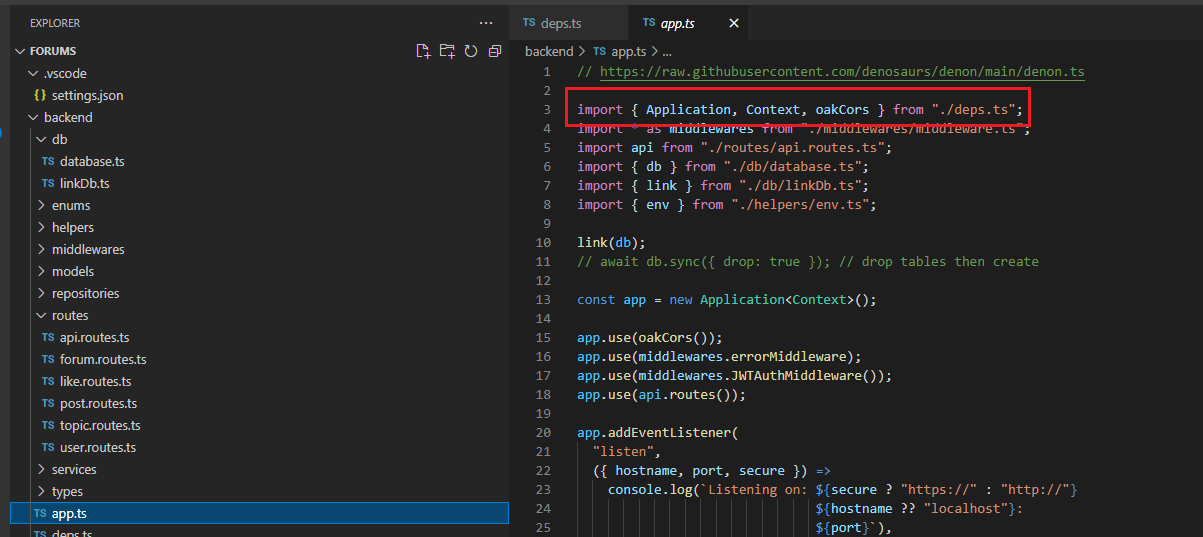 EXPLORER
...
FORUMS
.vscode
{} settings.json
backend
db
TS database.ts
TS linkDb.ts
enums
helpers
middlewares
models
repositories
routes
TS api.routes.ts
TS forum.routes.ts
TS like.routes.ts
TS post.routes.ts
TS topic.routes.ts
TS user.routes.ts
services
types
TS app.ts
TS deps.ts
TS deps.ts
TS app.ts
backend > TS app.ts > ...
1 // https://raw.githubusercontent.com/denosaurs/denon/main/denon.ts
2
3 import { Application, Context, oakCors } from "./deps.ts";
4 import * as middlewares from "./middlewares/middleware.ts";
5 import api from "./routes/api.routes.ts";
6 import { db } from "./db/database.ts";
7 import { link } from "./db/linkDb.ts";
8 import { env } from "./helpers/env.ts";
9
10 link(db);
11 // await db.sync({ drop: true }); // drop tables then create
12
13 const app = new Application<Context>();
14
15 app.use(oakCors());
16 app.use(middlewares.errorMiddleware);
17 app.use(middlewares.JWTAuthMiddleware());
18 app.use(api.routes());
19
20 app.addEventListener(
21 "listen",
22 ({ hostname, port, secure }) =>
23 console.log(`Listening on: ${secure ? "https://" : "http://"}
24 ${hostname ?? "localhost"}:
25 ${port}`),